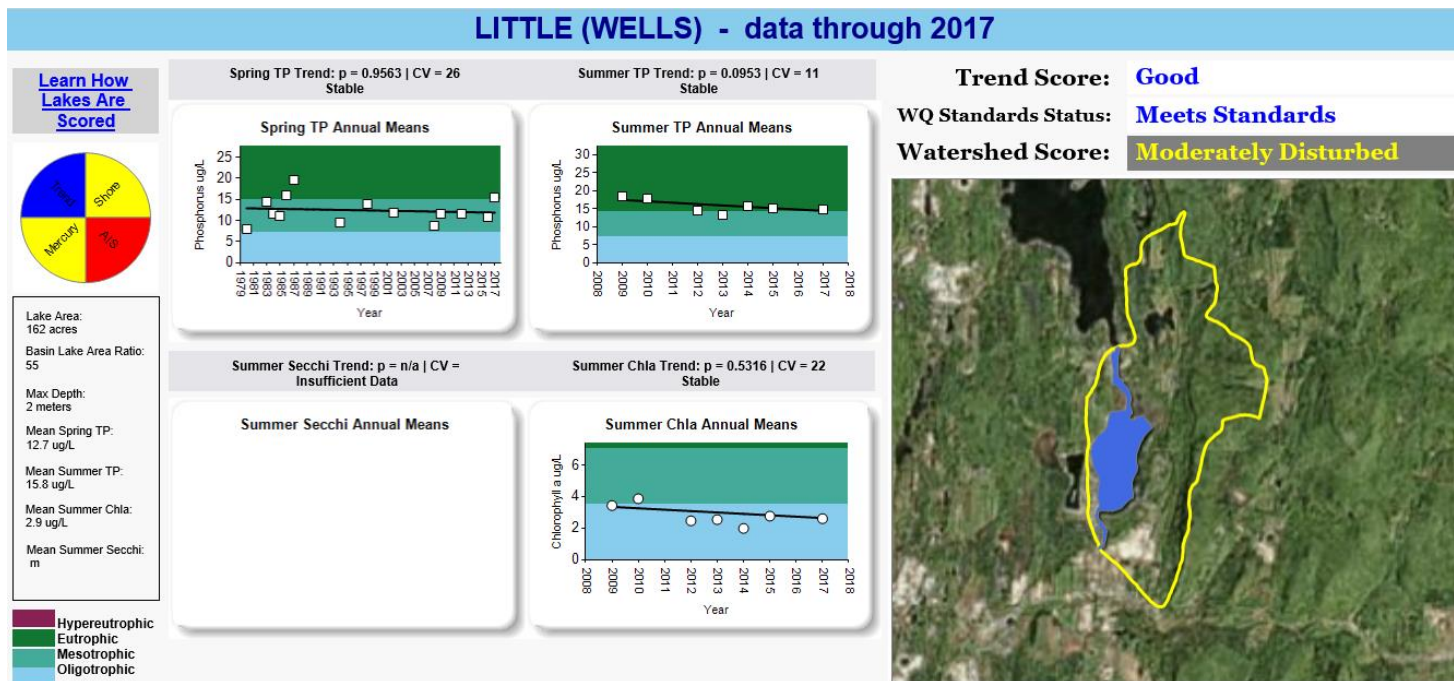 LITTLE (WELLS) - data through 2017
Learn How
Lakes Are
Scored
Trend
Shore
Mercury
AIS
Lake Area:
162 acres
Basin Lake Area Ratio:
55
Max Depth:
2 meters
Mean Spring TP:
12.7 ug/L
Mean Summer TP:
15.8 ug/L
Mean Summer Chla:
2.9 ug/L
Mean Summer Secchi:
m
Hypereutrophic
Eutrophic
Mesotrophic
Oligotrophic
Spring TP Trend: p = 0.9563 | CV = 26
Stable
Spring TP Annual Means
Phosphorus ug/L
25
20
15
10
5
0
1979 1981 1983 1985 1987 1989 1991 1993 1995 1997 1999 2001 2003 2005 2007 2009 2011 2013 2015 2017
Year
Summer TP Trend: p = 0.0953 | CV = 11
Stable
Summer TP Annual Means
Phosphorus ug/L
30
25
20
15
10
5
0
2008 2009 2010 2011 2012 2013 2014 2015 2016 2017 2018
Year
Summer Secchi Trend: p = n/a | CV =
Insufficient Data
Summer Secchi Annual Means
Summer Chla Trend: p = 0.5316 | CV = 22
Stable
Summer Chla Annual Means
Chlorophyll a ug/L
6
4
2
0
2008 2009 2010 2011 2012 2013 2014 2015 2016 2017 2018
Year
Trend Score: Good
WQ Standards Status: Meets Standards
Watershed Score: Moderately Disturbed